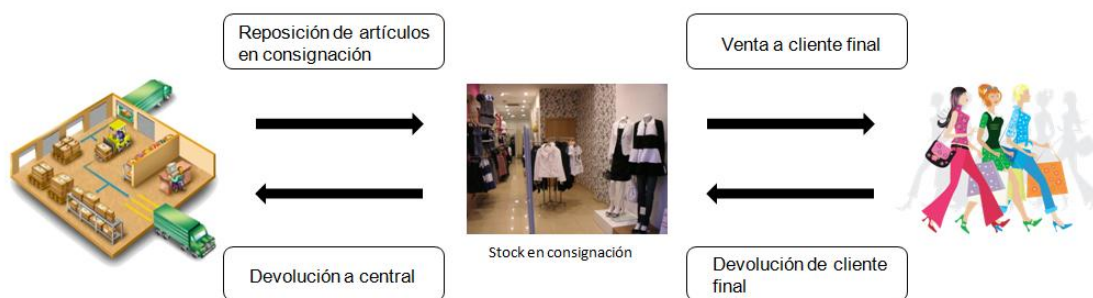 Reposición de artículos
en consignación
Venta a cliente final
Stock en consignación
Devolución a central
Devolución de cliente
final